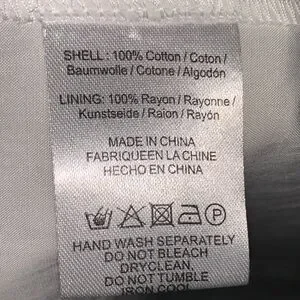 SHELL: 100% Cotton / Coton /
Baumwolle / Cotone / Algodón
LINING: 100% Rayon / Rayonne /
Kunstseide / Raion / Rayón
MADE IN CHINA
FABRIQUEEN LA CHINE
HECHO EN CHINA
P
HAND WASH SEPARATELY
DO NOT BLEACH
DRYCLEAN,
DO NOT TUMBLE
IRON COOL